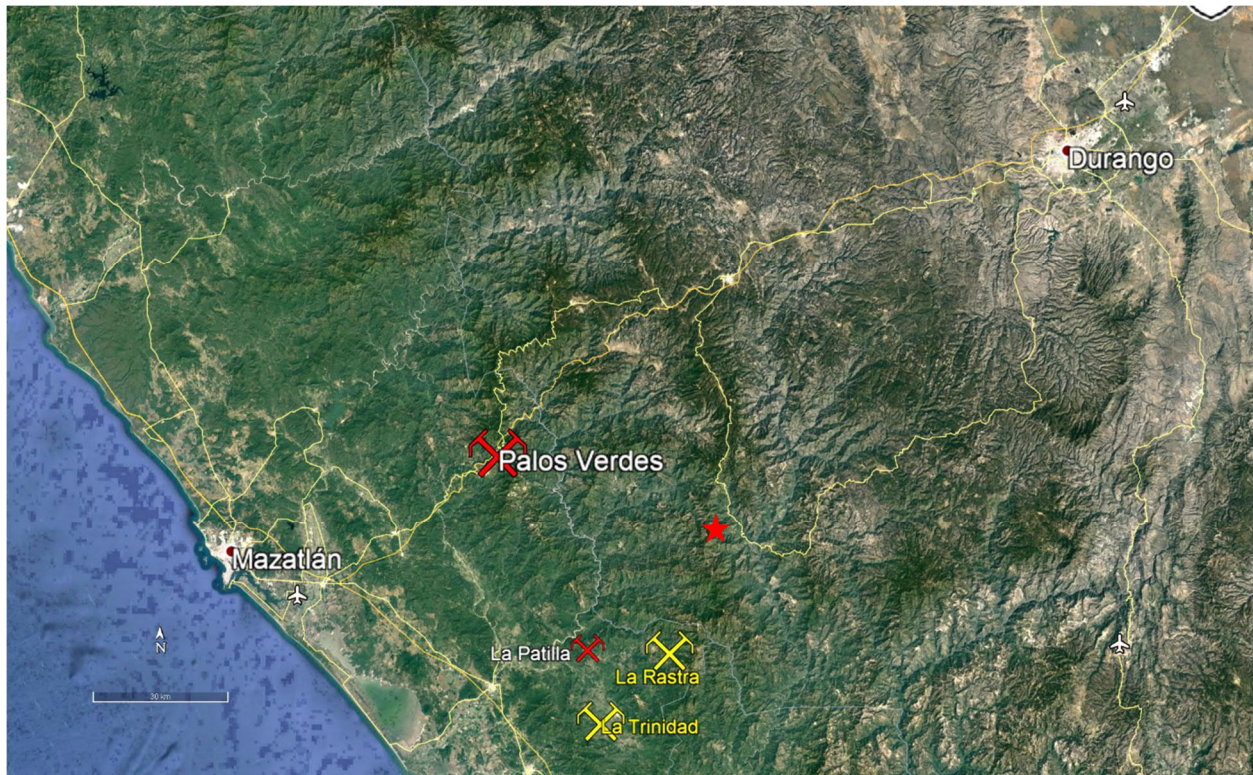 Durango
Palos Verdes
Mazatlán
N
La Patilla
La Rastra
30 km
La Trinidad